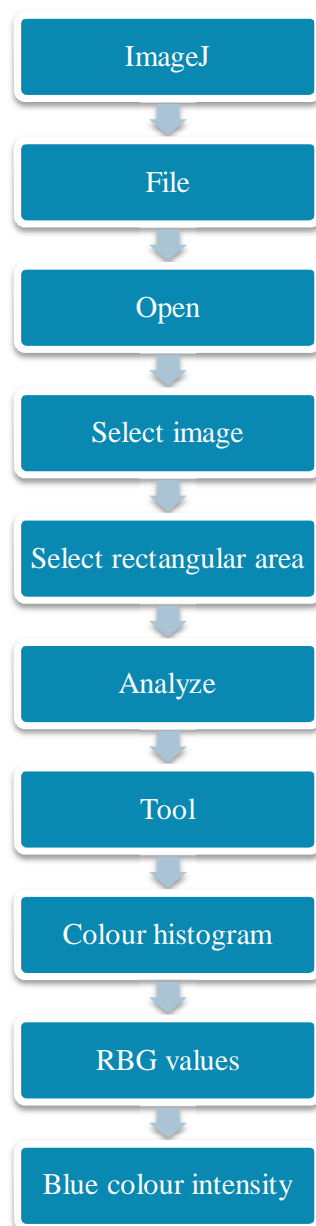 ImageJ
File
Open
Select image
Select rectangular area
Analyze
Tool
Colour histogram
RBG values
Blue colour intensity